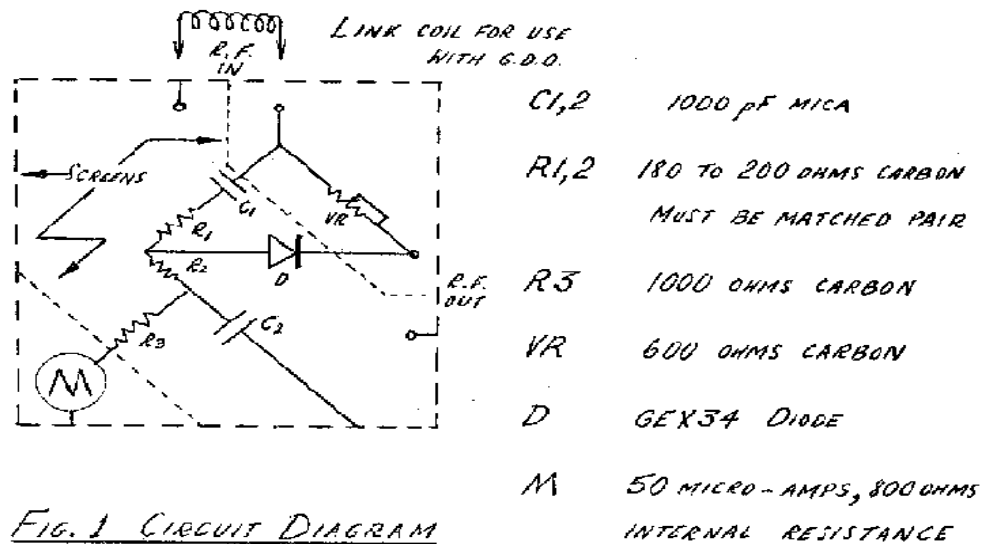 LINK COIL FOR USE
WITH G.D.O.
R.F.
IN
SCREENS
C1
VR
R1
R2
D
R.F.
OUT
C2
R3
M
C1,2 1000 pF MICA
R1,2 180 TO 200 OHMS CARBON
MUST BE MATCHED PAIR
R3 1000 OHMS CARBON
VR 600 OHMS CARBON
D GEX34 DIODE
M 50 MICRO-AMPS, 800 OHMS
INTERNAL RESISTANCE
FIG. 1 CIRCUIT DIAGRAM